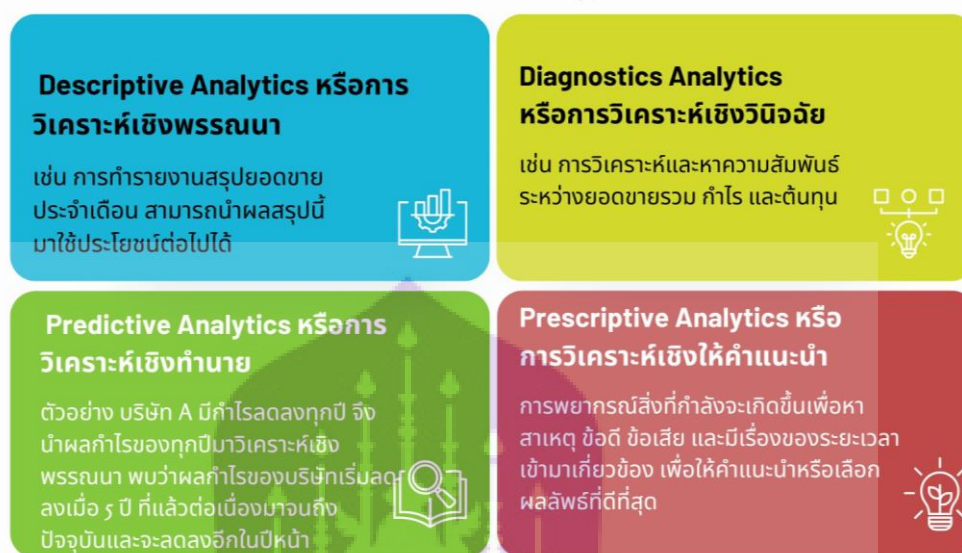 Descriptive Analytics หรือการ
วิเคราะห์เชิงพรรณนา
เช่น การทำรายงานสรุปยอดขาย
ประจำเดือน สามารถนำผลสรุปนี้
มาใช้ประโยชน์ต่อไปได้
Diagnostics Analytics
หรือการวิเคราะห์เชิงวินิจฉัย
เช่น การวิเคราะห์และหาความสัมพันธ์
ระหว่างยอดขายรวม กำไร และต้นทุน
Predictive Analytics หรือการ
วิเคราะห์เชิงทำนาย
ตัวอย่าง บริษัท A มีกำไรลดลงทุกปี จึง
นำผลกำไรของทุกปีมาวิเคราะห์เชิง
พรรณนา พบว่าผลกำไรของบริษัทเริ่มลด
ลงเมื่อ 5 ปี ที่แล้วต่อเนื่องมาจนถึง
ปัจจุบันและจะลดลงอีกในปีหน้า
Prescriptive Analytics หรือ
การวิเคราะห์เชิงให้คำแนะนำ
การพยากรณ์สิ่งที่กำลังจะเกิดขึ้นเพื่อหา
สาเหตุ ข้อดี ข้อเสีย และมีเรื่องของระยะเวลา
เข้ามาเกี่ยวข้อง เพื่อให้คำแนะนำหรือเลือก
ผลลัพธ์ที่ดีที่สุด